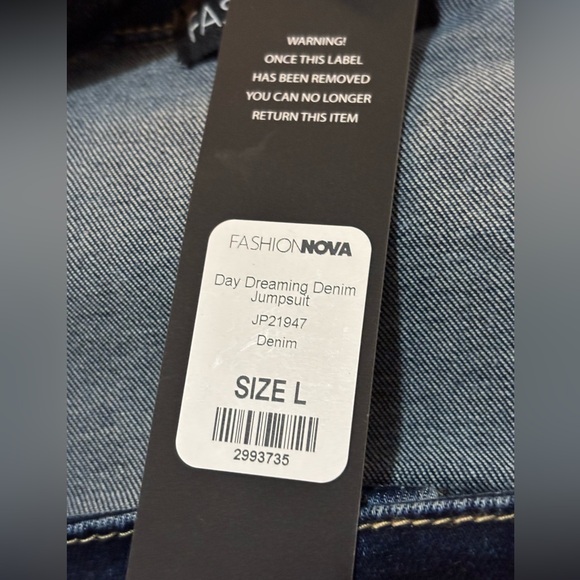 FAS
WARNING!
ONCE THIS LABEL
HAS BEEN REMOVED
YOU CAN NO LONGER
RETURN THIS ITEM
FASHIONNOVA
Day Dreaming Denim
Jumpsuit
JP21947
Denim
SIZE L
2993735